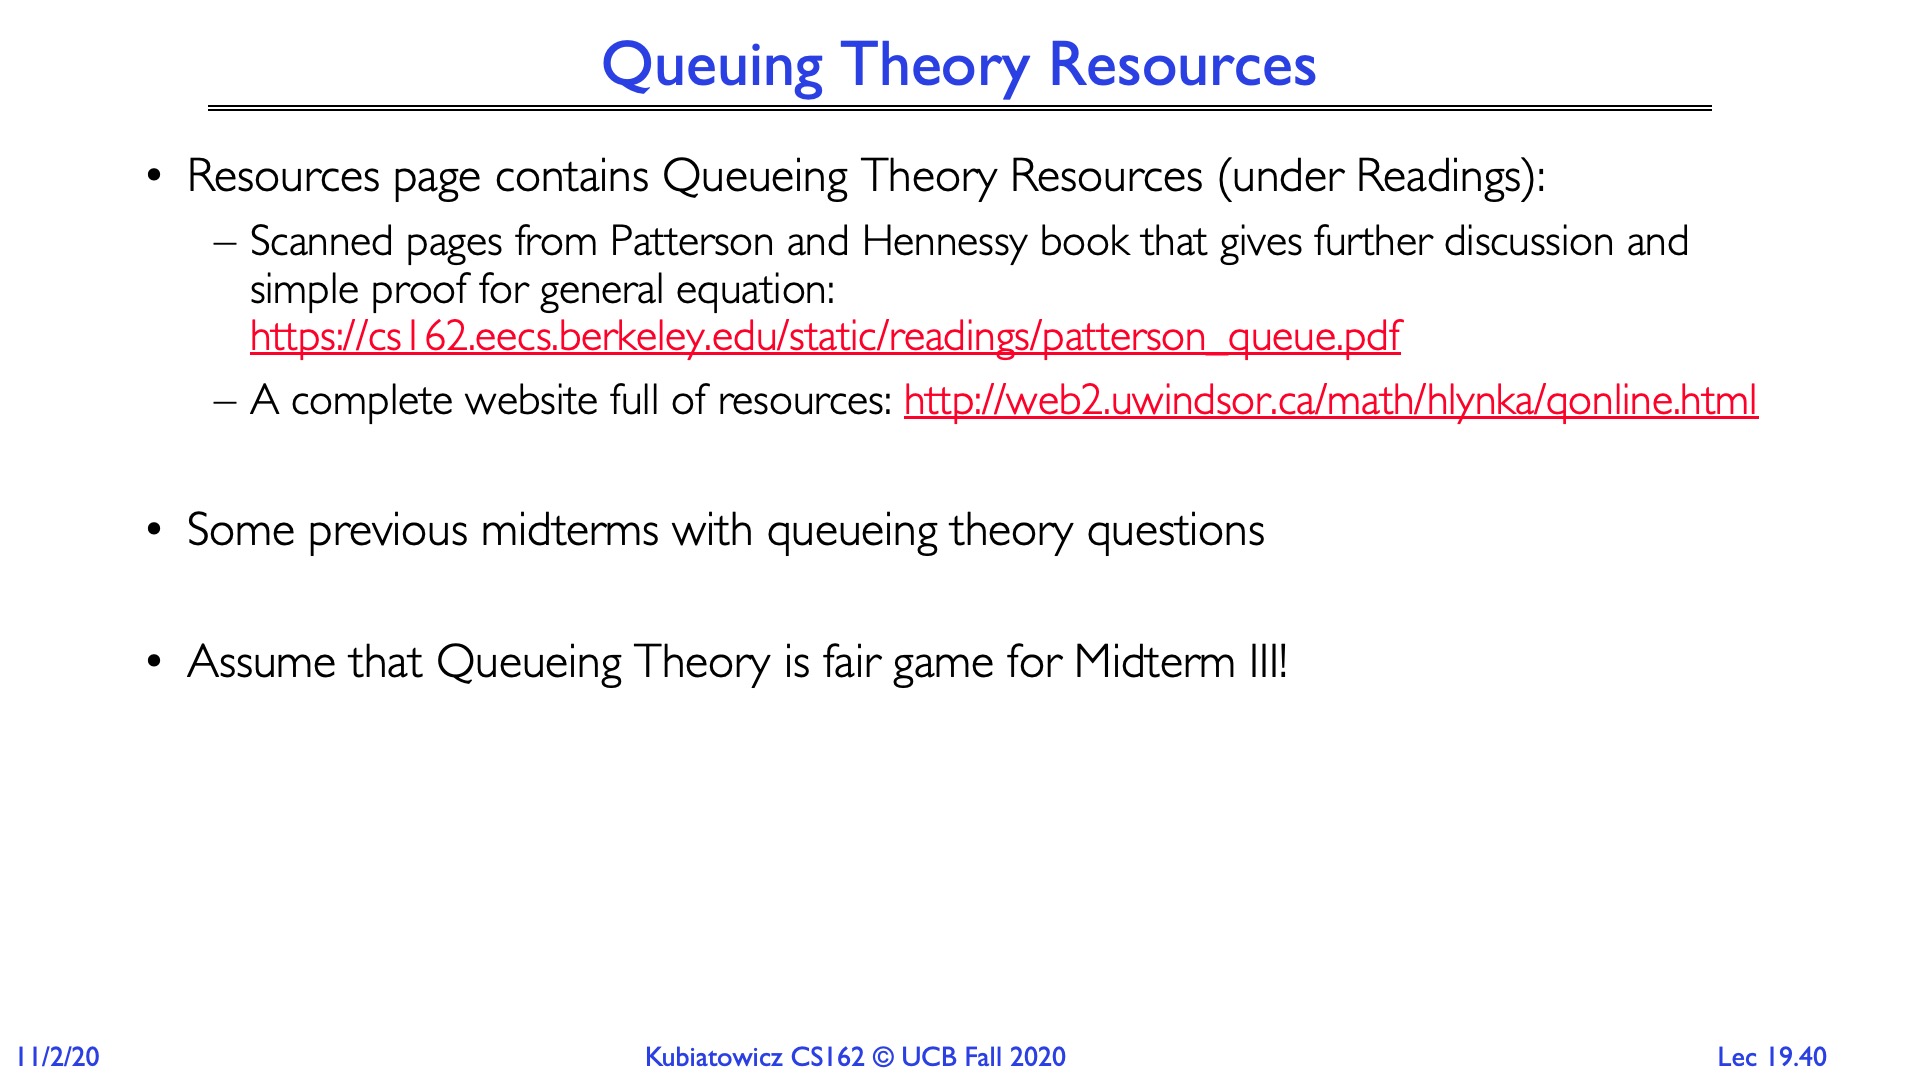 Queuing Theory Resources
• Resources page contains Queueing Theory Resources (under Readings):
– Scanned pages from Patterson and Hennessy book that gives further discussion and
simple proof for general equation:
https://cs162.eecs.berkeley.edu/static/readings/patterson_queue.pdf
– A complete website full of resources: http://web2.uwindsor.ca/math/hlynka/qonline.html
• Some previous midterms with queueing theory questions
• Assume that Queueing Theory is fair game for Midterm III!
11/2/20
Kubiatowicz CS162 © UCB Fall 2020
Lec 19.40